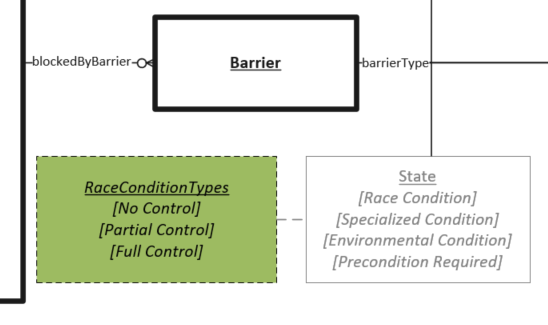 blockedByBarrier
Barrier
barrierType
RaceConditionTypes
[No Control]
[Partial Control]
[Full Control]
State
[Race Condition]
[Specialized Condition]
[Environmental Condition]
[Precondition Required]